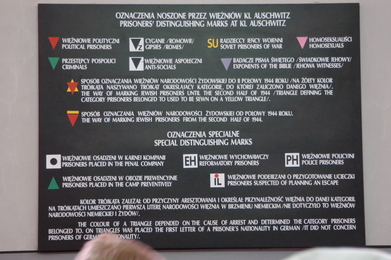 OZNACZENIA NOSZONE PRZEZ WIĘŹNIÓW KL AUSCHWITZ
PRISONERS' DISTINGUISHING MARKS AT KL AUSCHWITZ
WIĘŹNIOWIE POLITYCZNI
POLITICAL PRISONERS
Z
CYGANIE /ROMOWIE/
GIPSIES /ROMES/
SU
RADZIECCY JEŃCY WOJENNI
SOVIET PRISONERS OF WAR
HOMOSEKSUALIŚCI
HOMOSEXUALS
PRZESTĘPCY POSPOLICI
CRIMINALS
WIĘŹNIOWIE ASPOŁECZNI
ANTI-SOCIALS
BADACZE PISMA ŚWIĘTEGO /ŚWIADKOWIE JEHOWY/
OF THE BIBLE /JEHOVA WITNESSES/
SPOSÓB OZNACZANIA WIĘŹNIÓW NARODOWOŚCI ŻYDOWSKIEJ DO II POŁOWY 1944 ROKU /NA ŻÓŁTY KOLOR
TRÓJKĄTA NASZYWANO TRÓJKĄT OKREŚLAJĄCY KATEGORIĘ, DO KTÓREJ ZALICZONO DANEGO WIĘŹNIA/.
THE WAY OF MARKING JEWISH PRISONERS UNTIL THE SECOND HALF OF 1944 /TRIANGLE DEFINING THE
CATEGORY PRISONERS BELONGED TO USED TO BE SEWN ON A YELLOW TRIANGLE/.
SPOSÓB OZNACZANIA WIĘŹNIÓW NARODOWOŚCI ŻYDOWSKIEJ OD II POŁOWY 1944 ROKU.
THE WAY OF MARKING JEWISH PRISONERS FROM THE SECOND HALF OF 1944.
OZNACZENIA SPECJALNE
SPECIAL DISTINGUISHING MARKS
WIĘŹNIOWIE OSADZENI W KARNEJ KOMPANII
PRISONERS PLACED IN THE PENAL COMPANY
EH
WIĘŹNIOWIE WYCHOWAWCZY
REFORMATORY PRISONERS
PH
WIĘŹNIOWIE POLICYJNI
POLICE PRISONERS
WIĘŹNIOWIE OSADZENI W OBOZIE PREWENCYJNIE
PRISONERS PLACED IN THE CAMP PREVENTIVELY
IL
WIĘŹNIOWIE PODEJRZANI O PRZYGOTOWANIE UCIECZKI
PRISONERS SUSPECTED OF PLANNING AN ESCAPE
KOLOR TRÓJKĄTA ZALEŻAŁ OD PRZYCZYNY ARESZTOWANIA I OKREŚLAŁ PRZYNALEŻNOŚĆ WIĘŹNIA DO DANEJ KATEGORII.
NA TRÓJKĄTACH UMIESZCZANO PIERWSZĄ LITERĘ NARODOWOŚCI WIĘŹNIA W BRZMIENIU NIEMIECKIM /NIE DOTYCZYŁO TO WIĘŹNIÓW
NARODOWOŚCI NIEMIECKIEJ I ŻYDÓW/.
THE COLOUR OF A TRIANGLE DEPENDED ON THE CAUSE OF ARREST AND DETERMINED THE CATEGORY PRISONERS
BELONGED TO. ON TRIANGLES WAS PLACED THE FIRST LETTER OF A PRISONER'S NATIONALITY IN GERMAN /IT DID NOT CONCERN
PRISONERS OF NATIONALITY